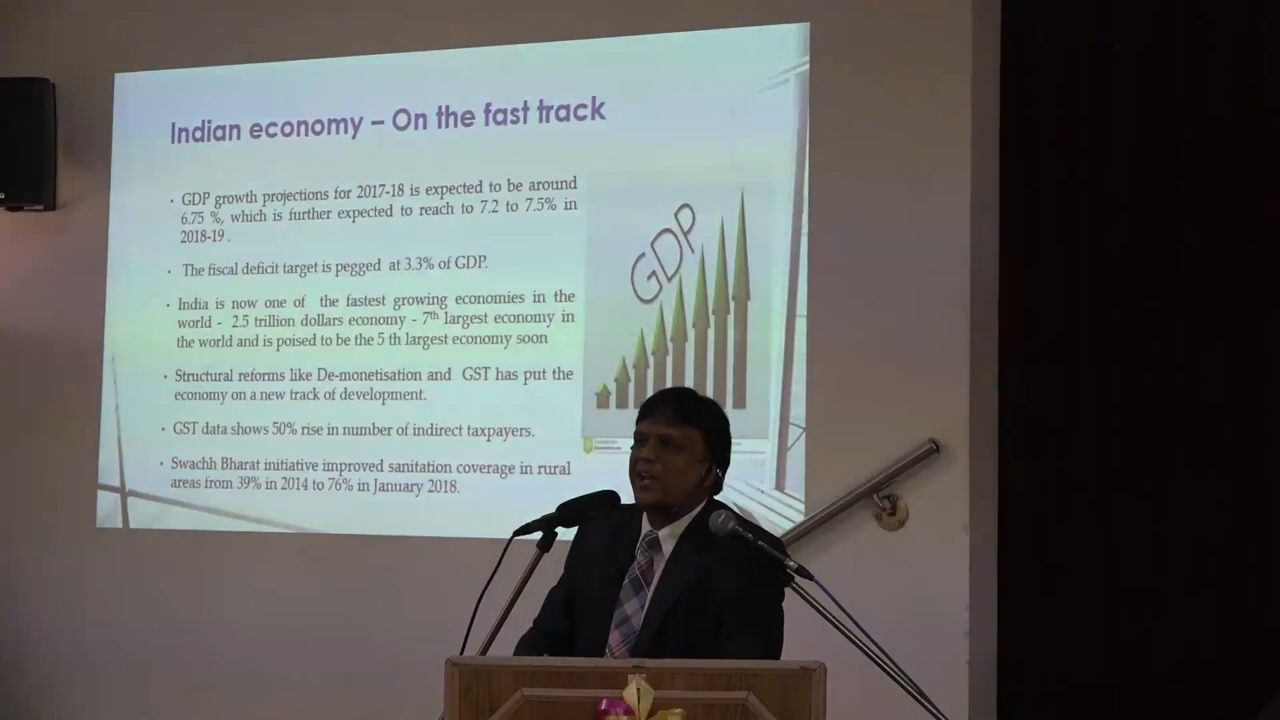 Indian economy – On the fast track
• GDP growth projections for 2017-18 is expected to be around
6.75 %, which is further expected to reach to 7.2 to 7.5% in
2018-19 .
• The fiscal deficit target is pegged at 3.3% of GDP.
• India is now one of the fastest growing economies in the
world - 2.5 trillion dollars economy - 7th largest economy in
the world and is poised to be the 5 th largest economy soon
• Structural reforms like De-monetisation and GST has put the
economy on a new track of development.
• GST data shows 50% rise in number of indirect taxpayers.
• Swachh Bharat initiative improved sanitation coverage in rural
areas from 39% in 2014 to 76% in January 2018.
GDP